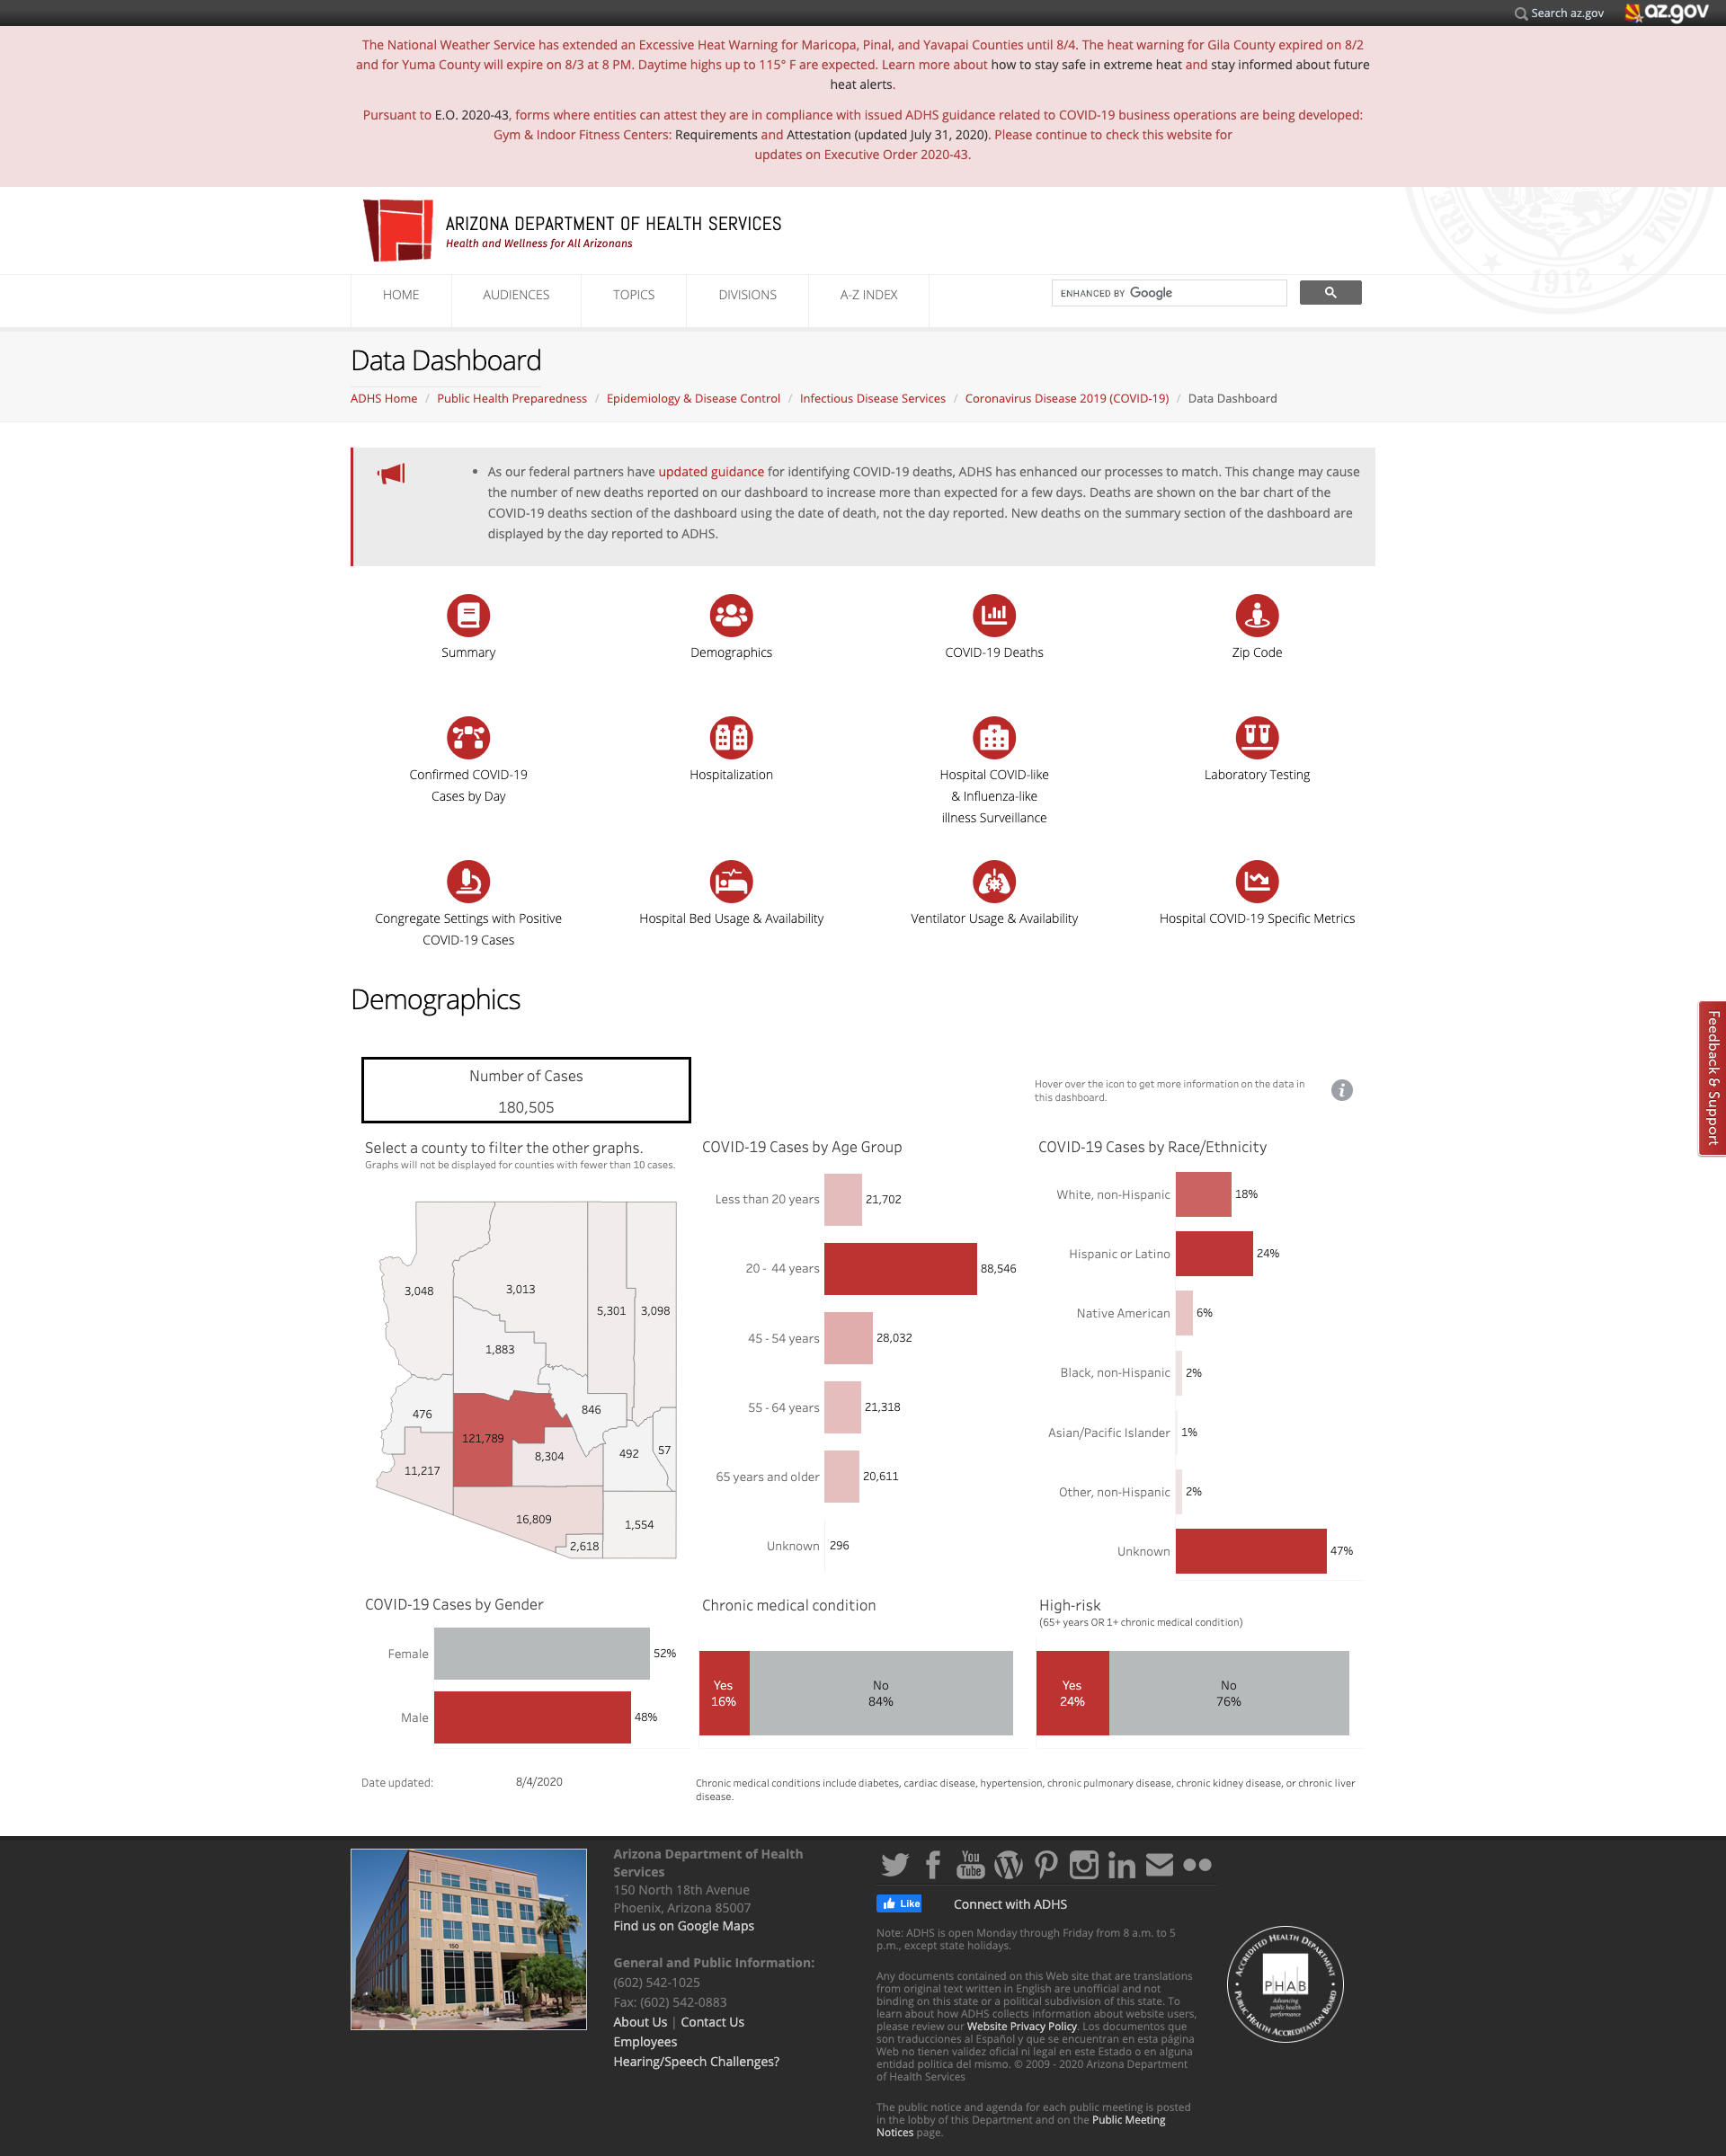 Search az.gov
az.gov
The National Weather Service has extended an Excessive Heat Warning for Maricopa, Pinal, and Yavapai Counties until 8/4. The heat warning for Gila County expired on 8/2
and for Yuma County will expire on 8/3 at 8 PM. Daytime highs up to 115° F are expected. Learn more about how to stay safe in extreme heat and stay informed about future
heat alerts.
Pursuant to E.O. 2020-43, forms where entities can attest they are in compliance with issued ADHS guidance related to COVID-19 business operations are being developed:
Gym & Indoor Fitness Centers: Requirements and Attestation (updated July 31, 2020). Please continue to check this website for
updates on Executive Order 2020-43.
ARIZONA DEPARTMENT OF HEALTH SERVICES
Health and Wellness for All Arizonans
1912
HOME
AUDIENCES
TOPICS
DIVISIONS
A-Z INDEX
ENHANCED BY Google
Data Dashboard
ADHS Home / Public Health Preparedness / Epidemiology & Disease Control / Infectious Disease Services / Coronavirus Disease 2019 (COVID-19) / Data Dashboard
• As our federal partners have updated guidance for identifying COVID-19 deaths, ADHS has enhanced our processes to match. This change may cause
the number of new deaths reported on our dashboard to increase more than expected for a few days. Deaths are shown on the bar chart of the
COVID-19 deaths section of the dashboard using the date of death, not the day reported. New deaths on the summary section of the dashboard are
displayed by the day reported to ADHS.
Summary
Demographics
COVID-19 Deaths
Zip Code
Confirmed COVID-19
Cases by Day
Hospitalization
Hospital COVID-like
& Influenza-like
illness Surveillance
Laboratory Testing
Congregate Settings with Positive
COVID-19 Cases
Hospital Bed Usage & Availability
Ventilator Usage & Availability
Hospital COVID-19 Specific Metrics
Demographics
Feedback & Support
Number of Cases
180,505
Hover over the icon to get more information on the data in
this dashboard.
Select a county to filter the other graphs.
Graphs will not be displayed for counties with fewer than 10 cases.
3,048
3,013
5,301
3,098
1,883
476
846
121,789
8,304
492
57
11,217
16,809
1,554
2,618
COVID-19 Cases by Age Group
Less than 20 years 21,702
20 - 44 years 88,546
45 - 54 years 28,032
55 - 64 years 21,318
65 years and older 20,611
Unknown 296
COVID-19 Cases by Race/Ethnicity
White, non-Hispanic 18%
Hispanic or Latino 24%
Native American 6%
Black, non-Hispanic 2%
Asian/Pacific Islander 1%
Other, non-Hispanic 2%
Unknown 47%
COVID-19 Cases by Gender
Female 52%
Male 48%
Chronic medical condition
Yes
16%
No
84%
High-risk
(65+ years OR 1+ chronic medical condition)
Yes
24%
No
76%
Date updated: 8/4/2020
Chronic medical conditions include diabetes, cardiac disease, hypertension, chronic pulmonary disease, chronic kidney disease, or chronic liver
disease.
150
Arizona Department of Health
Services
150 North 18th Avenue
Phoenix, Arizona 85007
Find us on Google Maps
General and Public Information:
(602) 542-1025
Fax: (602) 542-0883
About Us | Contact Us
Employees
Hearing/Speech Challenges?
You
Tube
Like
Connect with ADHS
Note: ADHS is open Monday through Friday from 8 a.m. to 5
p.m., except state holidays.
Any documents contained on this Web site that are translations
from original text written in English are unofficial and not
binding on this state or a political subdivision of this state. To
learn about how ADHS collects information about website users,
please review our Website Privacy Policy. Los documentos que
son traducciones al Español y que se encuentran en esta página
Web no tienen validez oficial ni legal en este Estado o en alguna
entidad política del mismo. © 2009 - 2020 Arizona Department
of Health Services
The public notice and agenda for each public meeting is posted
in the lobby of this Department and on the Public Meeting
Notices page.
ACCREDITED HEALTH DEPARTMENT
PHAB
Advancing
public health
performance
PUBLIC HEALTH ACCREDITATION BOARD